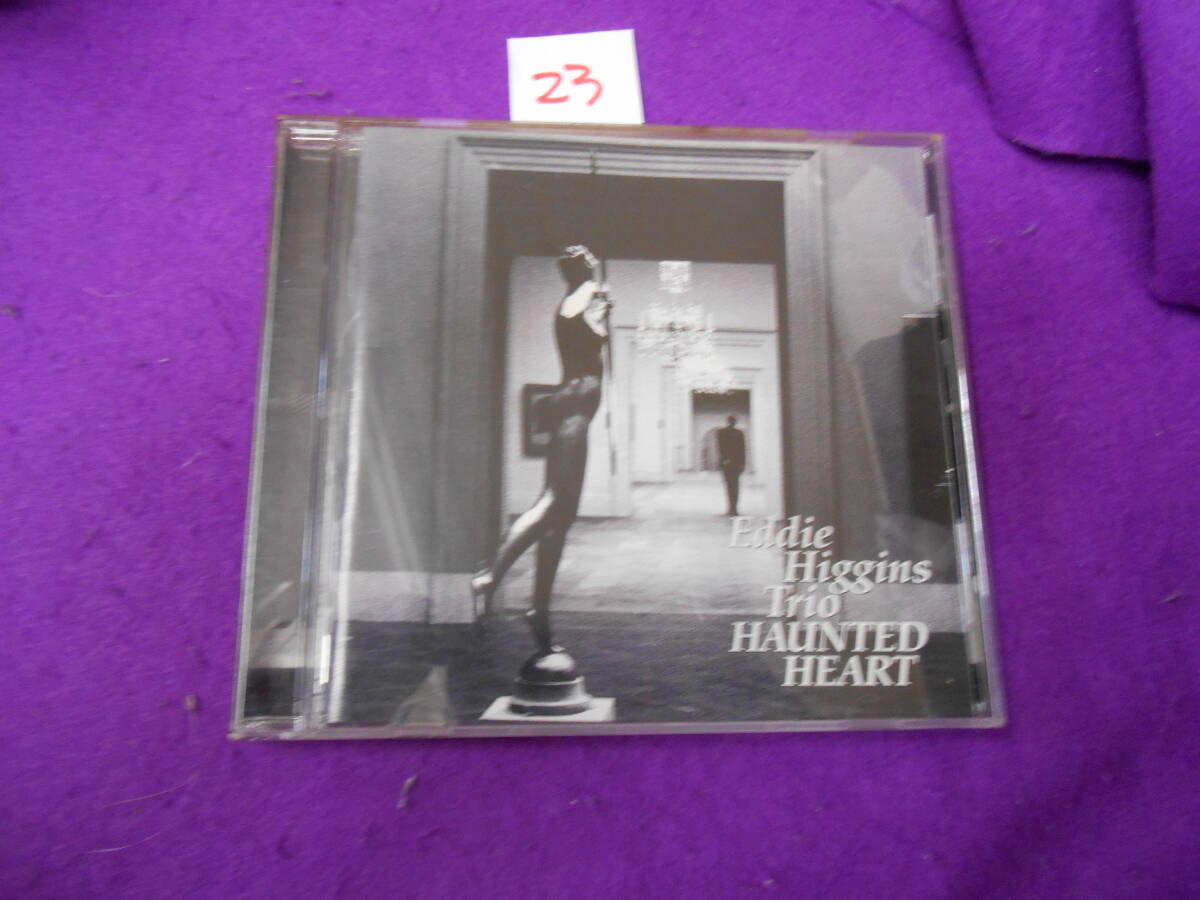 23
Eddie
Higgins
Trio
HAUNTED
HEART